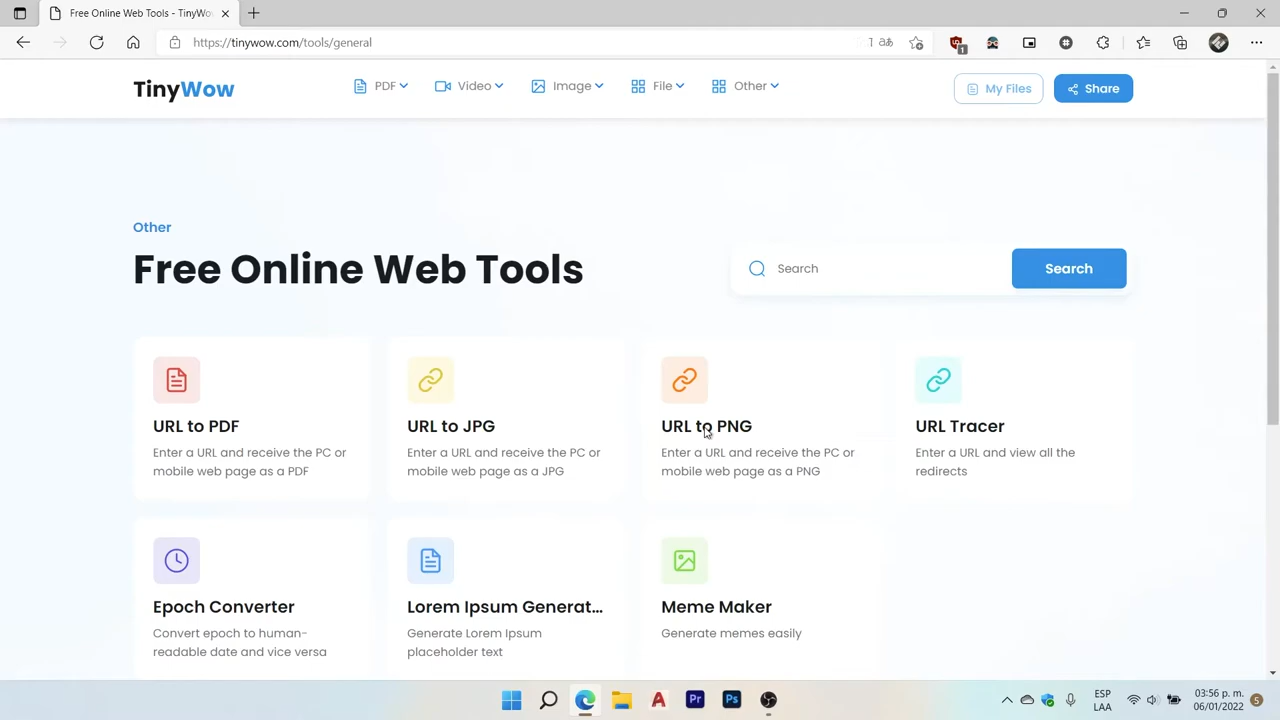 Free Online Web Tools - TinyWo
https://tinywow.com/tools/general
1
TinyWow
PDF
Video
Image
File
Other
My Files
Share
Other
Free Online Web Tools
Search
Search
URL to PDF
Enter a URL and receive the PC or
mobile web page as a PDF
URL to JPG
Enter a URL and receive the PC or
mobile web page as a JPG
URL to PNG
Enter a URL and receive the PC or
mobile web page as a PNG
URL Tracer
Enter a URL and view all the
redirects
Epoch Converter
Convert epoch to human-
readable date and vice versa
Lorem Ipsum Generat...
Generate Lorem Ipsum
placeholder text
Meme Maker
Generate memes easily
A
Pr
Ps
ESP
LAA
03:56 p. m.
06/01/2022
5